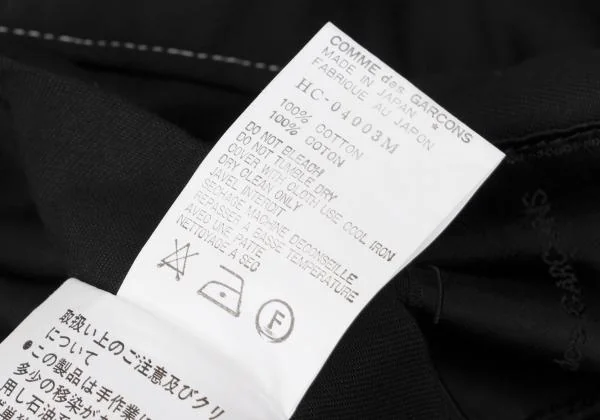 COMME des GARCONS
MADE IN JAPAN *
FABRIQUE AU JAPON
HC-04003M
100% COTTON
100% COTON
DO NOT BLEACH
DO NOT TUMBLE DRY
COVER WITH CLOTH USE COOL IRON
DRY CLEAN ONLY
JAVEL INTERDIT
SECHAGE MACHINE DECONSEILLE
REPASSER A BASSE TEMPERATURE
AVEC UNE PATTE
NETTOYAGE A SEC
F
取扱い上のご注意及びクリ
について
●この製品は手作業に
多少の移染が
用し石油